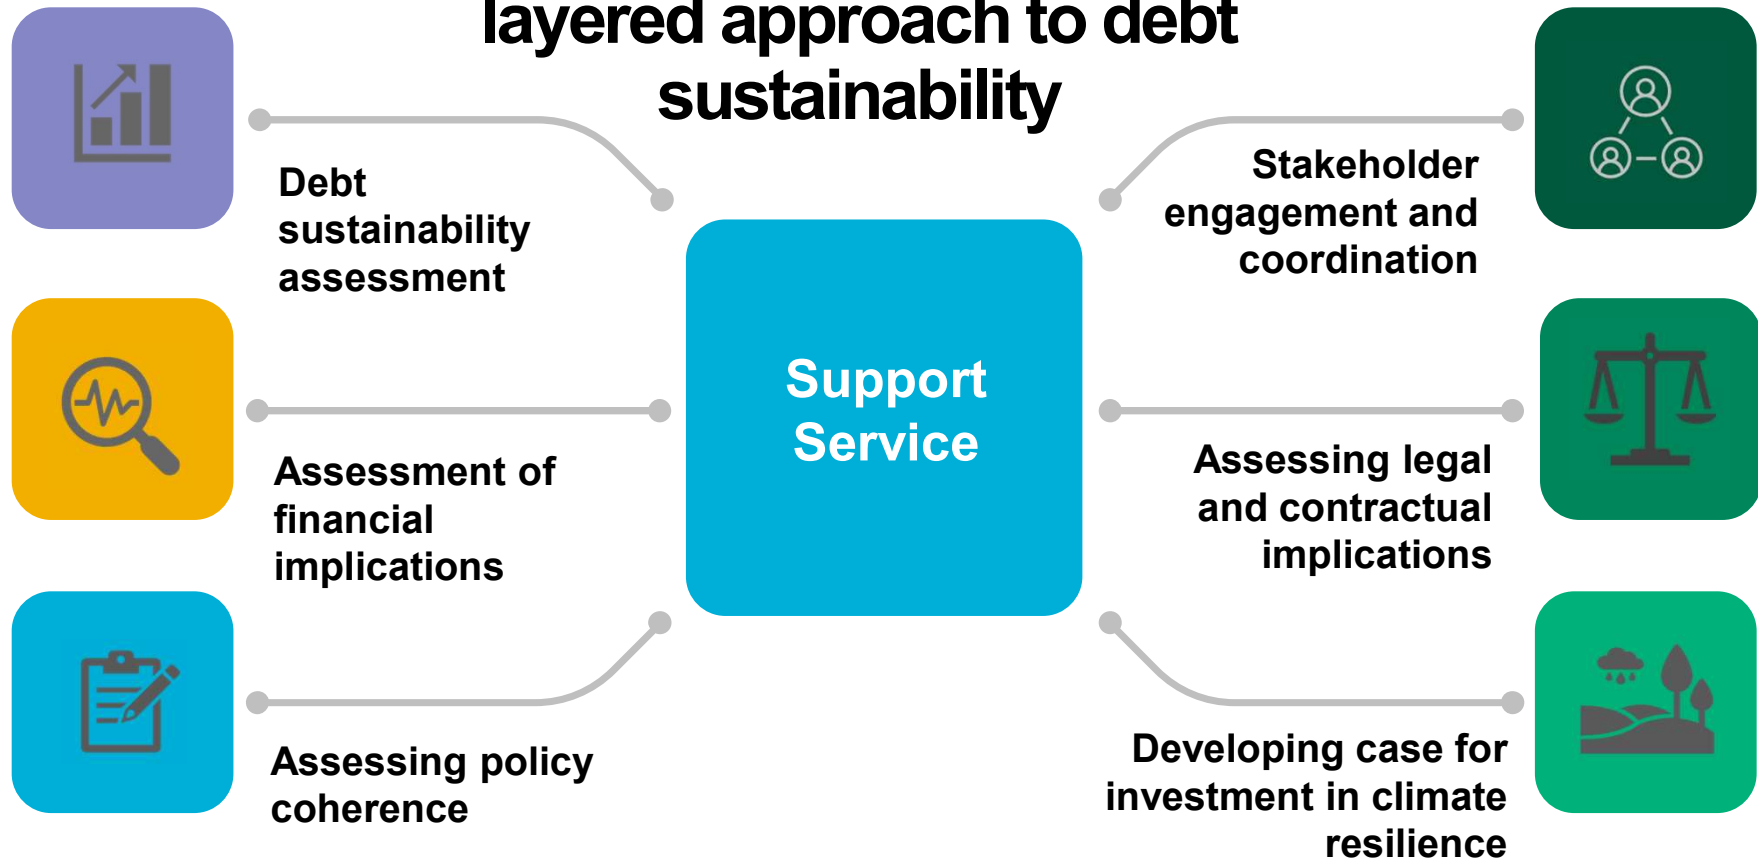 layered approach to debt
sustainability
Debt
sustainability
assessment
Assessment of
financial
implications
Assessing policy
coherence
Support
Service
Stakeholder
engagement and
coordination
Assessing legal
and contractual
implications
Developing case for
investment in climate
resilience